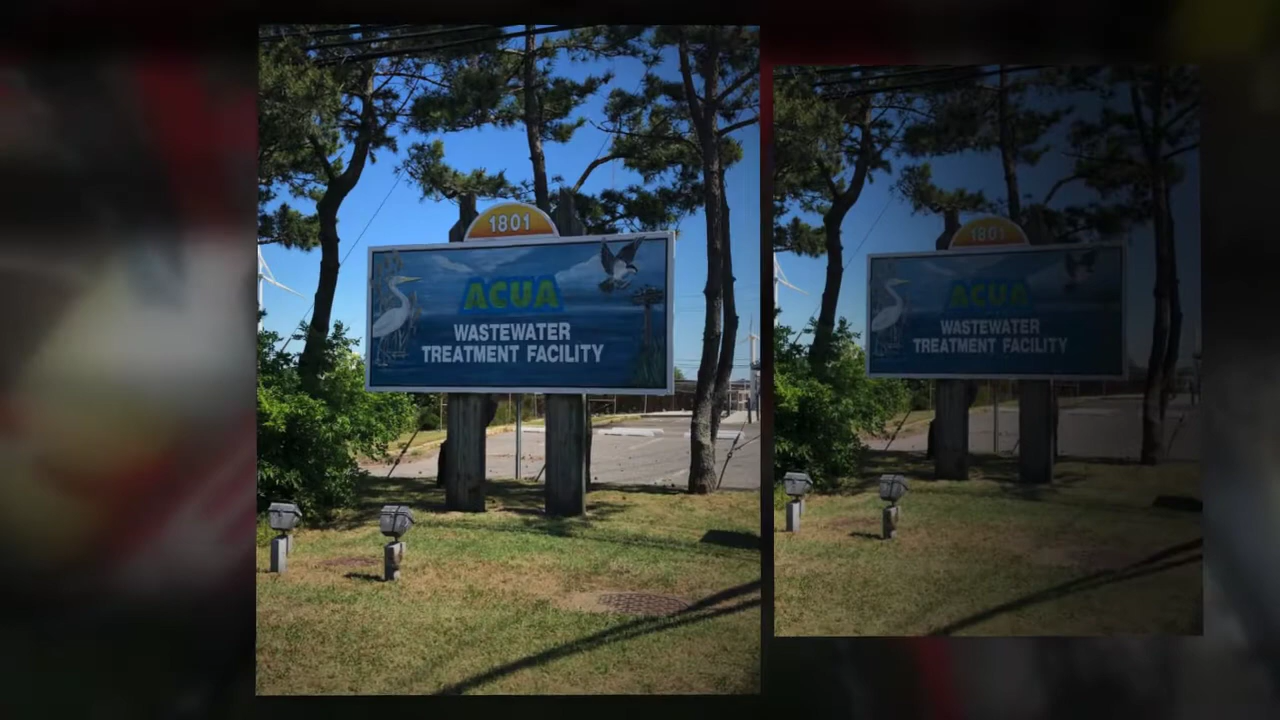 1801
ACUA
WASTEWATER
TREATMENT FACILITY
1801
ACUA
WASTEWATER
TREATMENT FACILITY